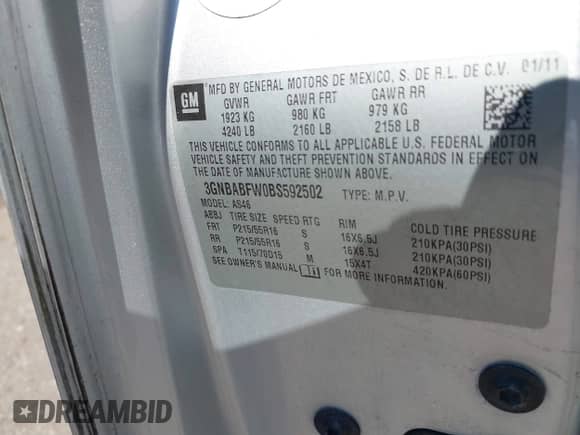 MFD BY GENERAL MOTORS DE MEXICO, S. DE R.L. DE C.V. 01/11
GM
GVWR GAWR FRT GAWR RR
1923 KG 980 KG 979 KG
4240 LB 2160 LB 2158 LB
THIS VEHICLE CONFORMS TO ALL APPLICABLE U.S. FEDERAL MOTOR
VEHICLE SAFETY AND THEFT PREVENTION STANDARDS IN EFFECT ON
THE DATE OF MANUFACTURE SHOWN ABOVE.
3GNBABFW0BS592502 TYPE: M.P.V.
MODEL: AS46
ABBJ TIRE SIZE SPEED RTG RIM COLD TIRE PRESSURE
FRT P215/55R16 S 16X6.5J 210KPA(30PSI)
RR P215/55R16 S 16X6.5J 210KPA(30PSI)
SPA T115/70D15 M 15X4T 420KPA(60PSI)
SEE OWNER'S MANUAL FOR MORE INFORMATION.
DREAMBID